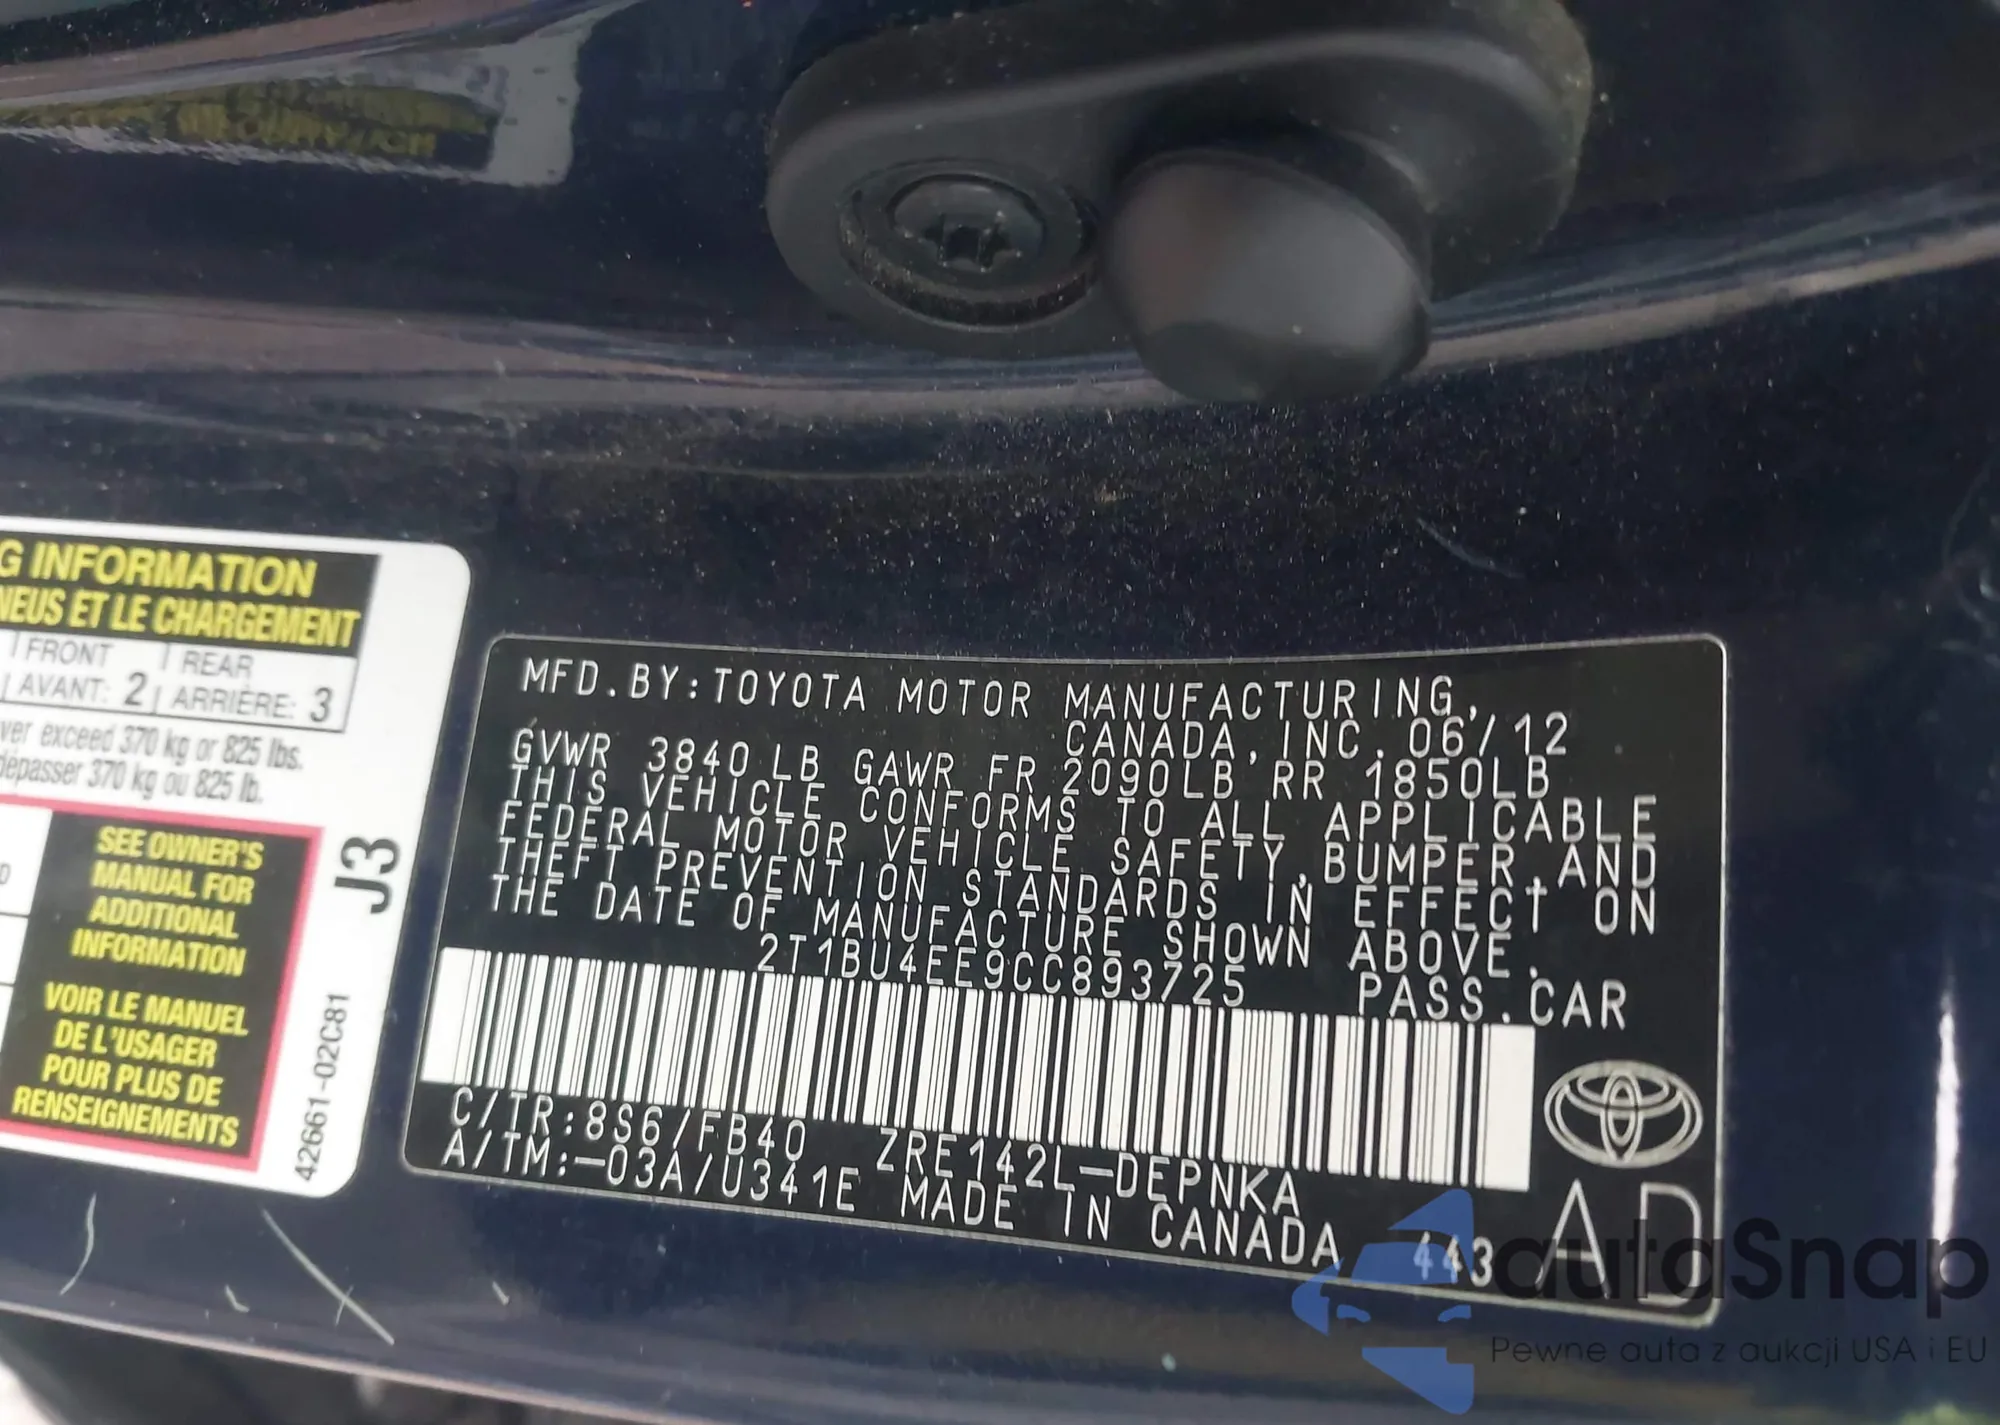 G INFORMATION
NEUS ET LE CHARGEMENT
FRONT REAR
AVANT: 2 ARRIÈRE: 3
ver exceed 370 kg or 825 lbs.
dépasser 370 kg ou 825 lb.
SEE OWNER'S
MANUAL FOR
ADDITIONAL
INFORMATION
VOIR LE MANUEL
DE L'USAGER
POUR PLUS DE
RENSEIGNEMENTS
J3
42661-02C81
MFD.BY:TOYOTA MOTOR MANUFACTURING,
CANADA, INC. 06/12
GVWR 3840LB GAWR FR 2090LB RR 1850LB
THIS VEHICLE CONFORMS TO ALL APPLICABLE
FEDERAL MOTOR VEHICLE SAFETY, BUMPER, AND
THEFT PREVENTION STANDARDS IN EFFECT ON
THE DATE OF MANUFACTURE SHOWN ABOVE.
2T1BU4EE9CC893725 PASS.CAR
C/TR:8S6/FB40 ZRE142L-DEPNKA
A/TM:-03A/U341E MADE IN CANADA 443
AD
autaSnap
Pewne auta z aukcji USA i EU